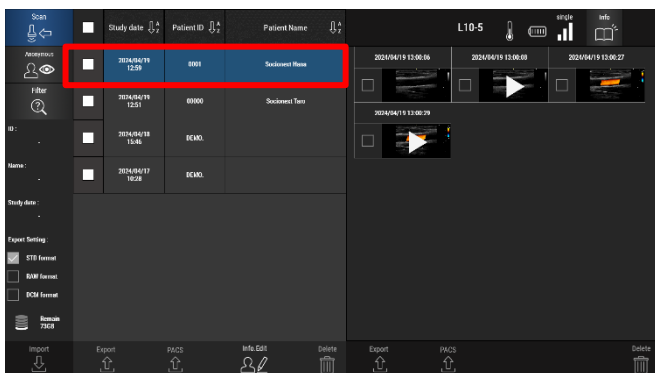 Scan
Study date A Z
Patient ID A Z
Patient Name A Z
L10-5
single
Info
Anonymous
2024/04/19
12:59
0001
Socionext Hasa
2024/04/19 13:00:06
2024/04/19 13:00:08
2024/04/19 13:00:27
Filter
2024/04/19
12:51
00000
Socionext Taro
2024/04/19 13:00:29
ID :
-
2024/04/18
15:46
DEMO.
Name :
-
2024/04/17
10:28
DEMO.
Study date :
-
Export Setting :
STD format
RAW format
DCM format
Remain
73GB
Import
Export
PACS
Info.Edit
Delete
Export
PACS
Delete